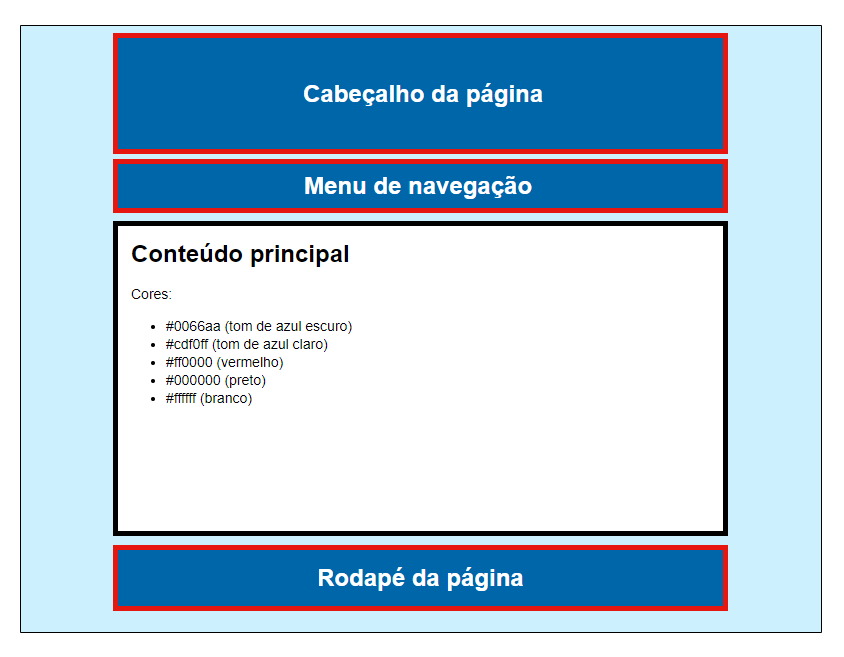 Cabeçalho da página
Menu de navegação
Conteúdo principal
Cores:
• #0066aa (tom de azul escuro)
• #cdf0ff (tom de azul claro)
• #ff0000 (vermelho)
• #000000 (preto)
• #ffffff (branco)
Rodapé da página